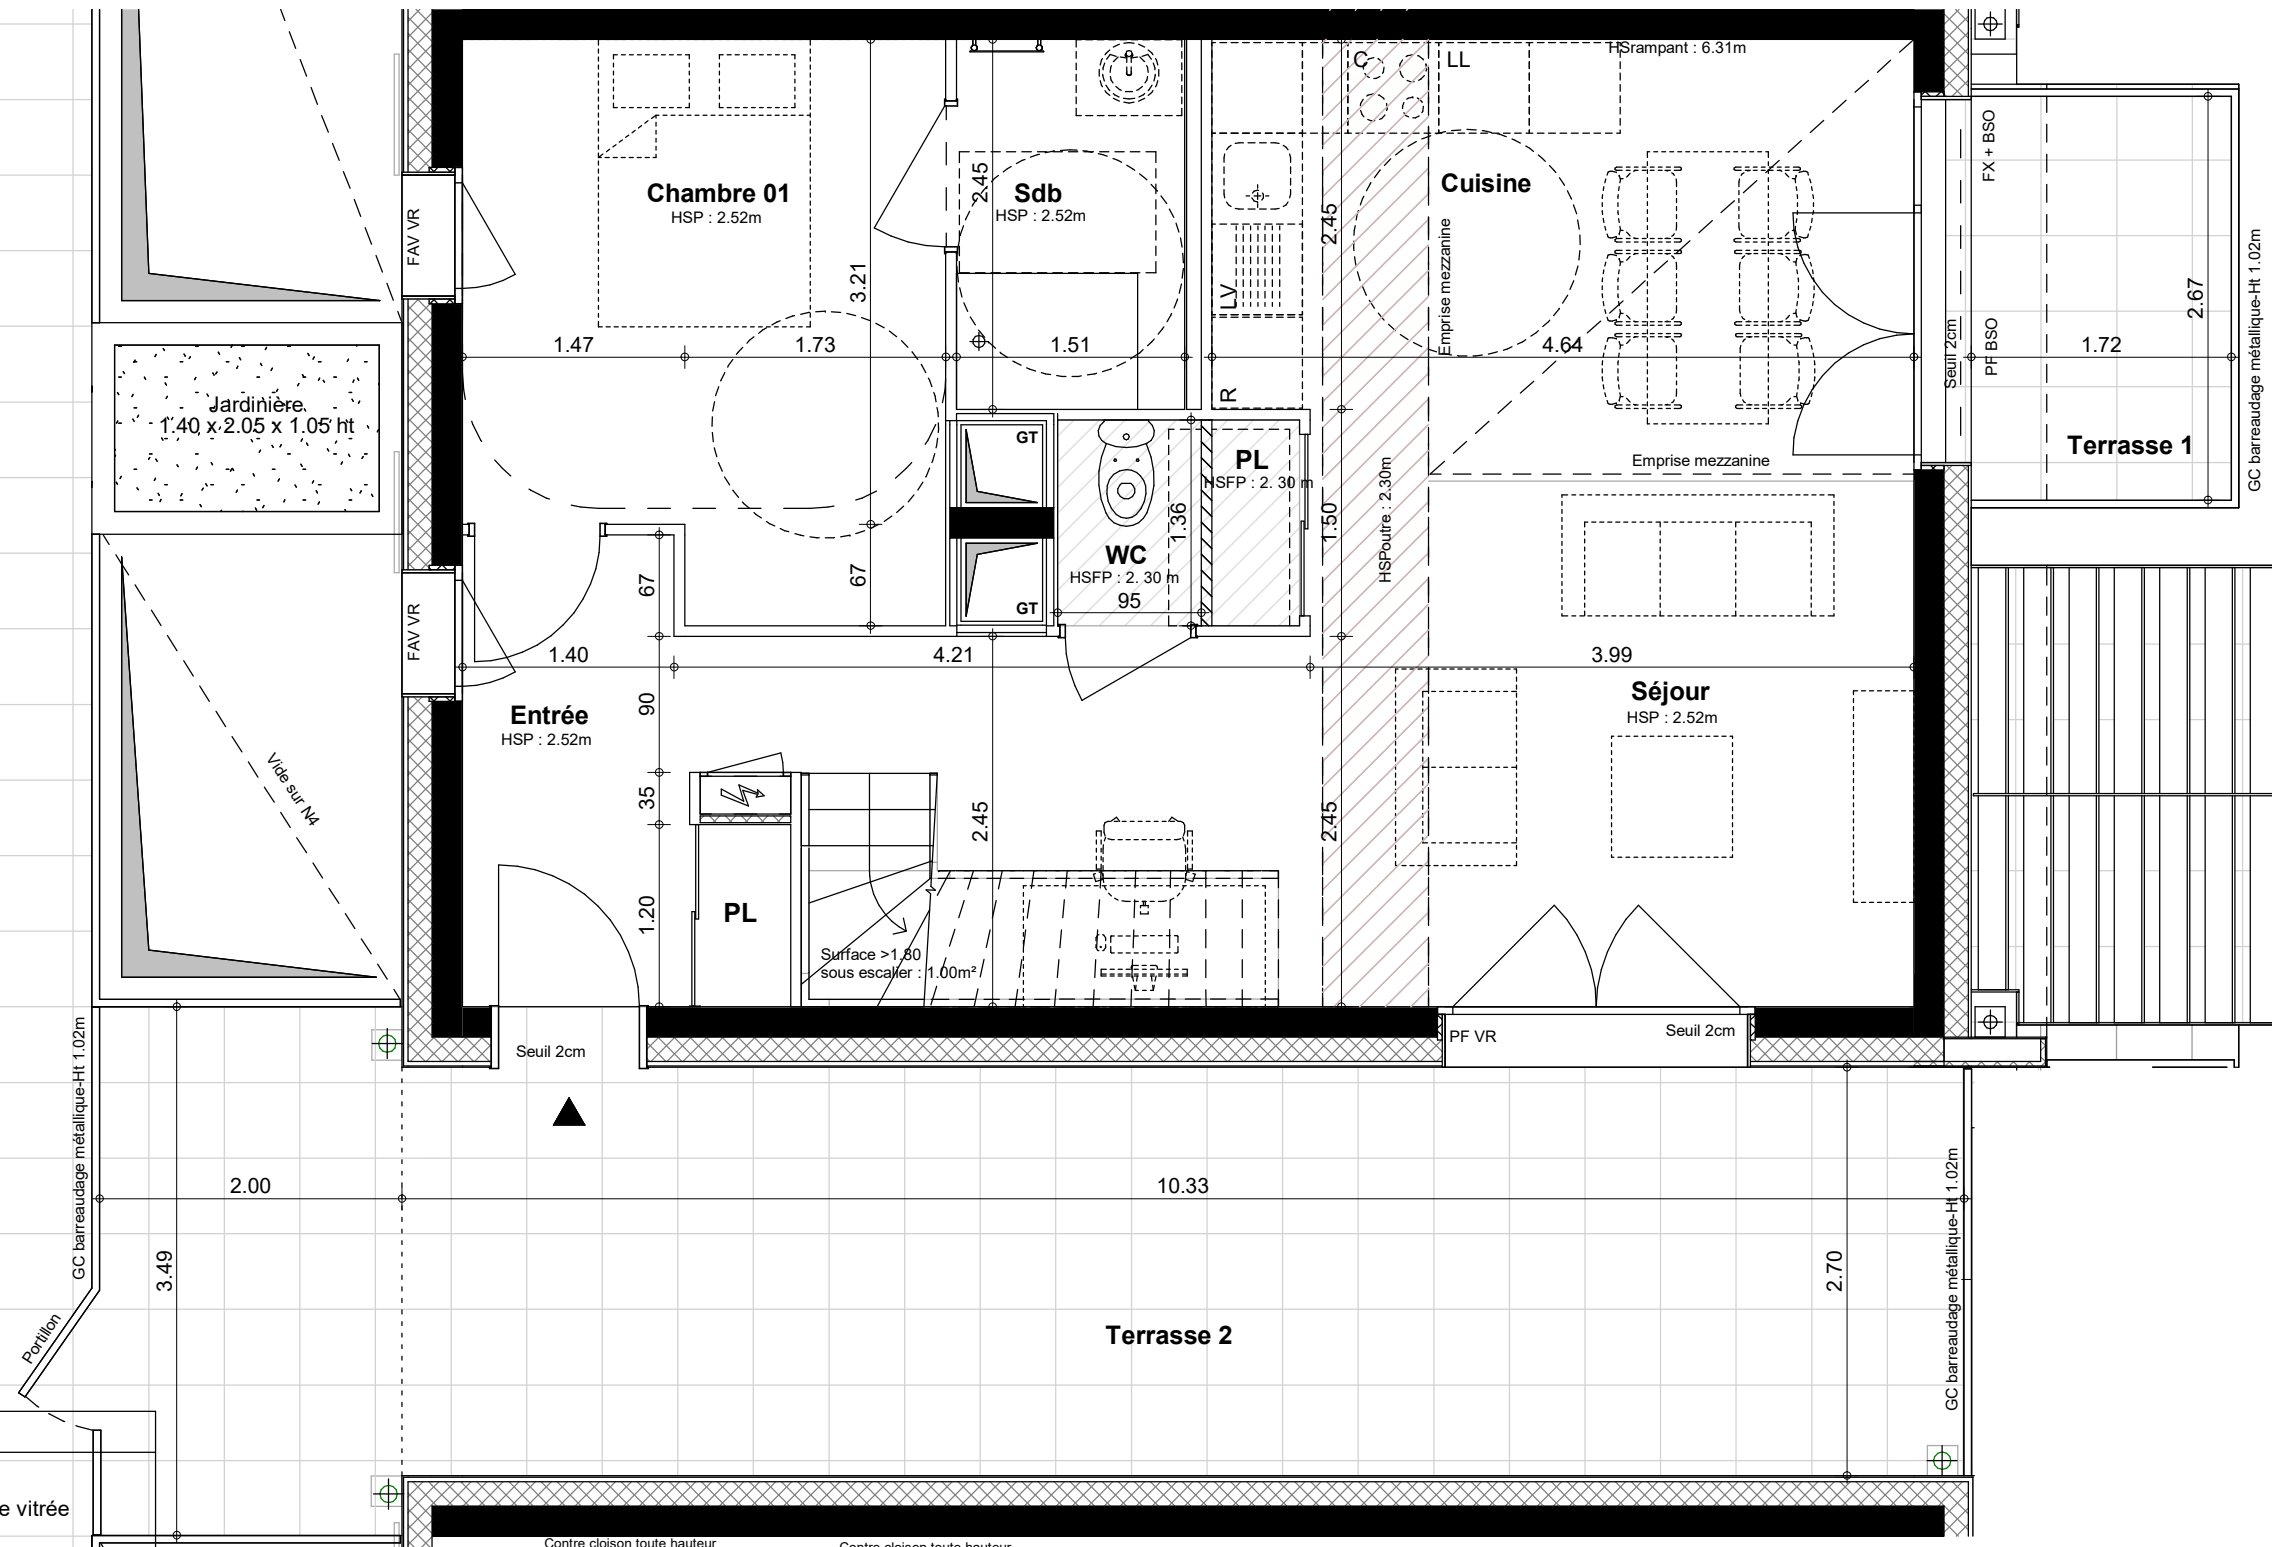 HSrampant : 6.31m
C
LL
FX + BSO
Chambre 01
HSP : 2.52m
Sdb
HSP : 2.52m
2.45
Cuisine
2.45
Emprise mezzanine
FAV VR
3.21
LV
2.67
GC barreaudage métallique-Ht 1.02m
1.47
1.73
1.51
4.64
Seuil 2cm
PF BSO
1.72
R
Jardinière
1.40 x 2.05 x 1.05 ht
GT
PL
HSFP : 2. 30 m
Emprise mezzanine
Terrasse 1
1.36
1.50
HSPoutre : 2.30m
WC
HSFP : 2. 30 m
67
67
95
GT
FAV VR
1.40
4.21
3.99
90
Entrée
HSP : 2.52m
Séjour
HSP : 2.52m
Vide sur N4
35
2.45
2.45
1.20
PL
Surface >1.80
sous escalier : 1.00m²
Seuil 2cm
PF VR
Seuil 2cm
GC barreaudage métallique-Ht 1.02m
2.00
10.33
GC barreaudage métallique-Ht 1.02m
3.49
2.70
Portillon
Terrasse 2
e vitrée
Contre cloison toute hauteur
Contre cloison toute hauteur